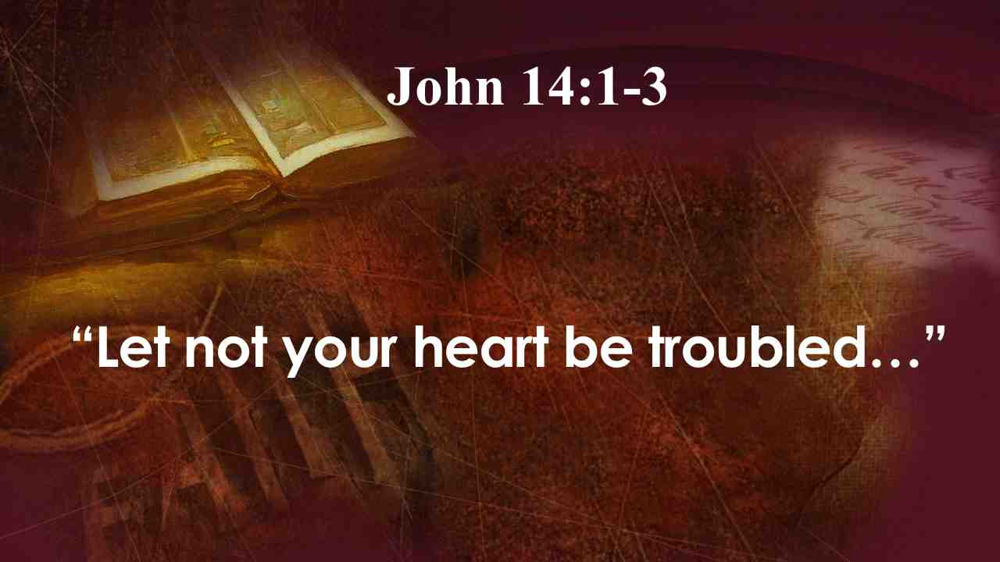 John 14:1-3
“Let not your heart be troubled…”